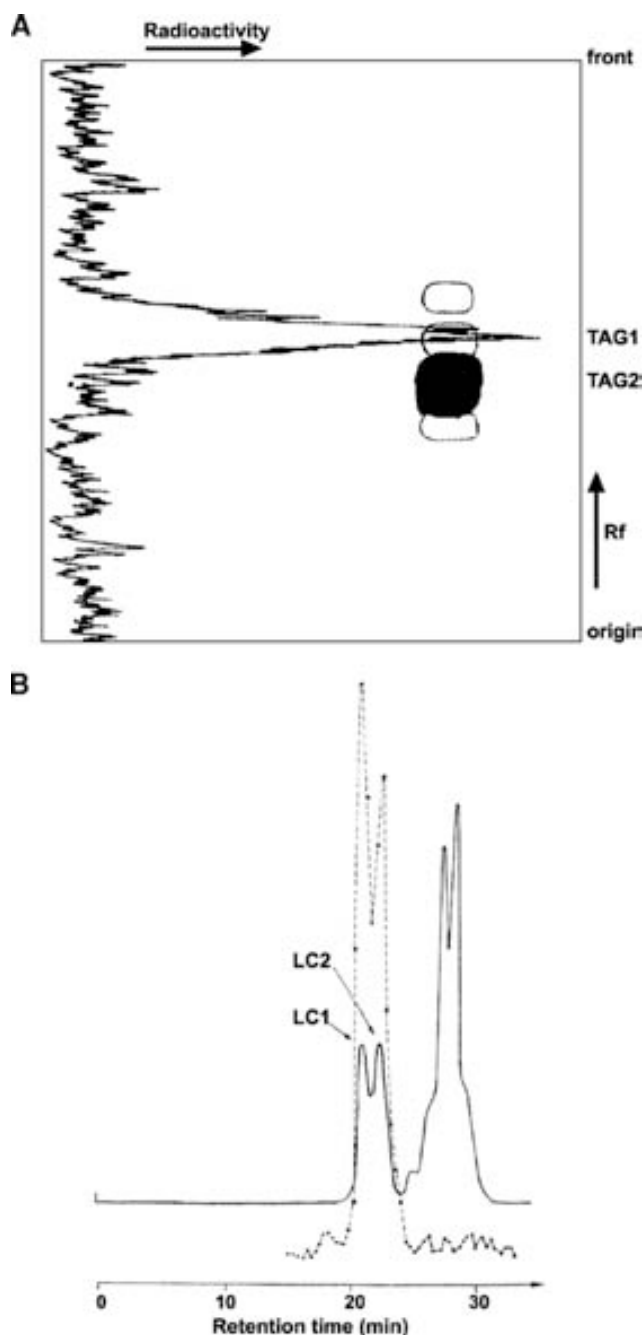 A
Radioactivity
front
TAG1
TAG2
Rf
origin
B
LC2
LC1
0 10 20 30
Retention time (min)